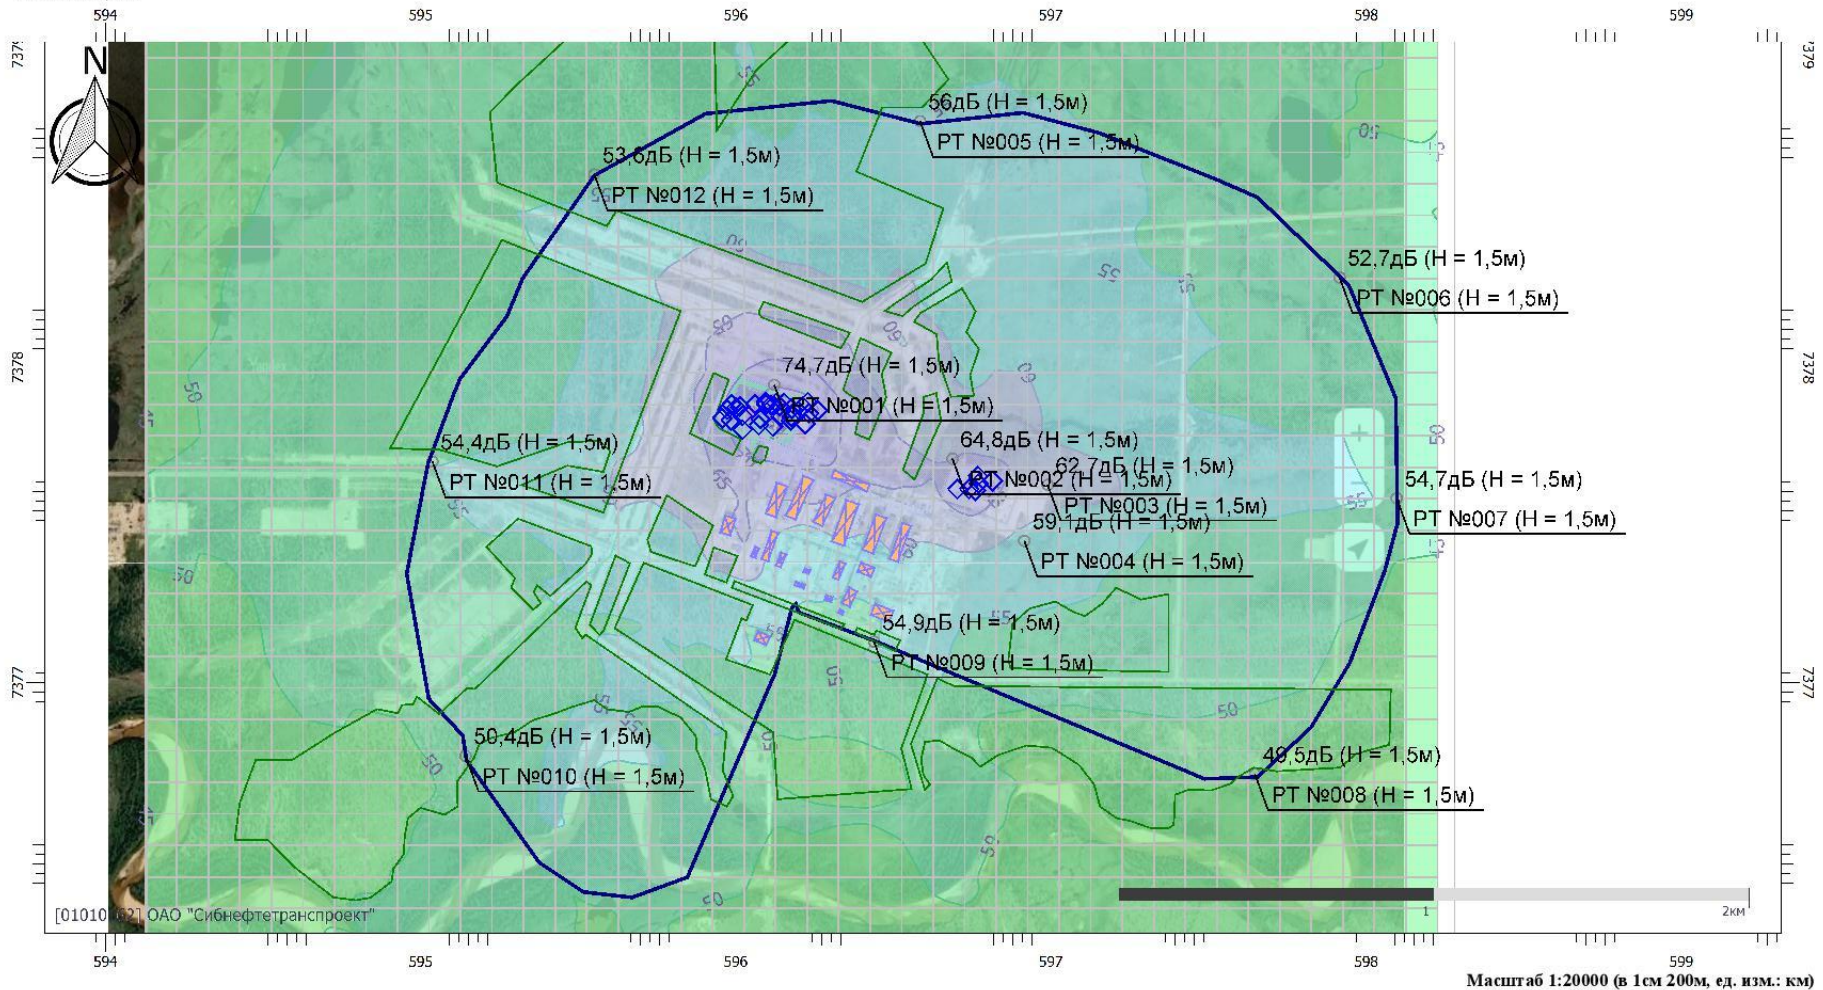 594 595 596 597 598 599
7379
N
56дБ (H = 1,5м)
РТ №005 (H = 1,5м)
53,6дБ (H = 1,5м)
РТ №012 (H = 1,5м)
52,7дБ (H = 1,5м)
РТ №006 (H = 1,5м)
7378 7378
74,7дБ (H = 1,5м)
РТ №001 (H = 1,5м)
54,4дБ (H = 1,5м)
РТ №011 (H = 1,5м)
64,8дБ (H = 1,5м)
РТ №002 (H = 1,5м)
62,7дБ (H = 1,5м)
РТ №003 (H = 1,5м)
59,1дБ (H = 1,5м)
РТ №004 (H = 1,5м)
54,7дБ (H = 1,5м)
РТ №007 (H = 1,5м)
54,9дБ (H = 1,5м)
РТ №009 (H = 1,5м)
7377 7377
50,4дБ (H = 1,5м)
РТ №010 (H = 1,5м)
49,5дБ (H = 1,5м)
РТ №008 (H = 1,5м)
50
55
60
65
ОАО "Сибнефтетранспроект"
1 2км
594 595 596 597 598 599
Масштаб 1:20000 (в 1см 200м, ед. изм.: км)